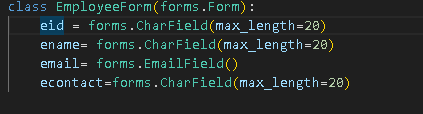 class EmployeeForm(forms.Form):
    eid = forms.CharField(max_length=20)
    ename= forms.CharField(max_length=20)
    email= forms.EmailField()
    econtact=forms.CharField(max_length=20)